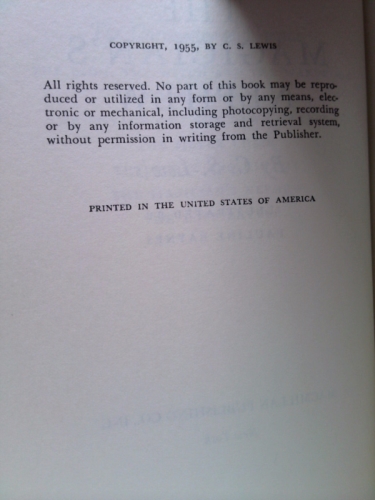 COPYRIGHT, 1955, BY C. S. LEWIS
All rights reserved. No part of this book may be repro-
duced or utilized in any form or by any means, elec-
tronic or mechanical, including photocopying, recording
or by any information storage and retrieval system,
without permission in writing from the Publisher.
PRINTED IN THE UNITED STATES OF AMERICA